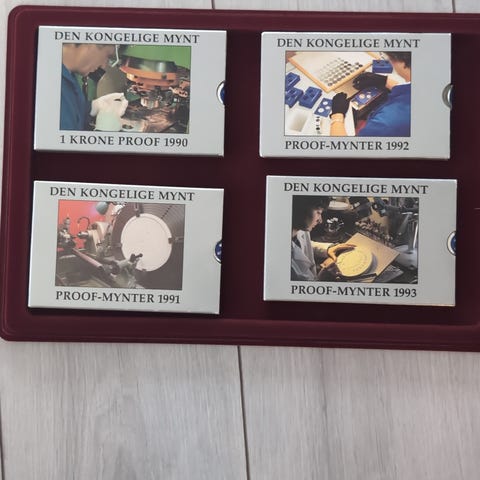 DEN KONGELIGE MYNT
1 KRONE PROOF 1990
DEN KONGELIGE MYNT
PROOF-MYNTER 1992
DEN KONGELIGE MYNT
PROOF-MYNTER 1991
DEN KONGELIGE MYNT
PROOF-MYNTER 1993